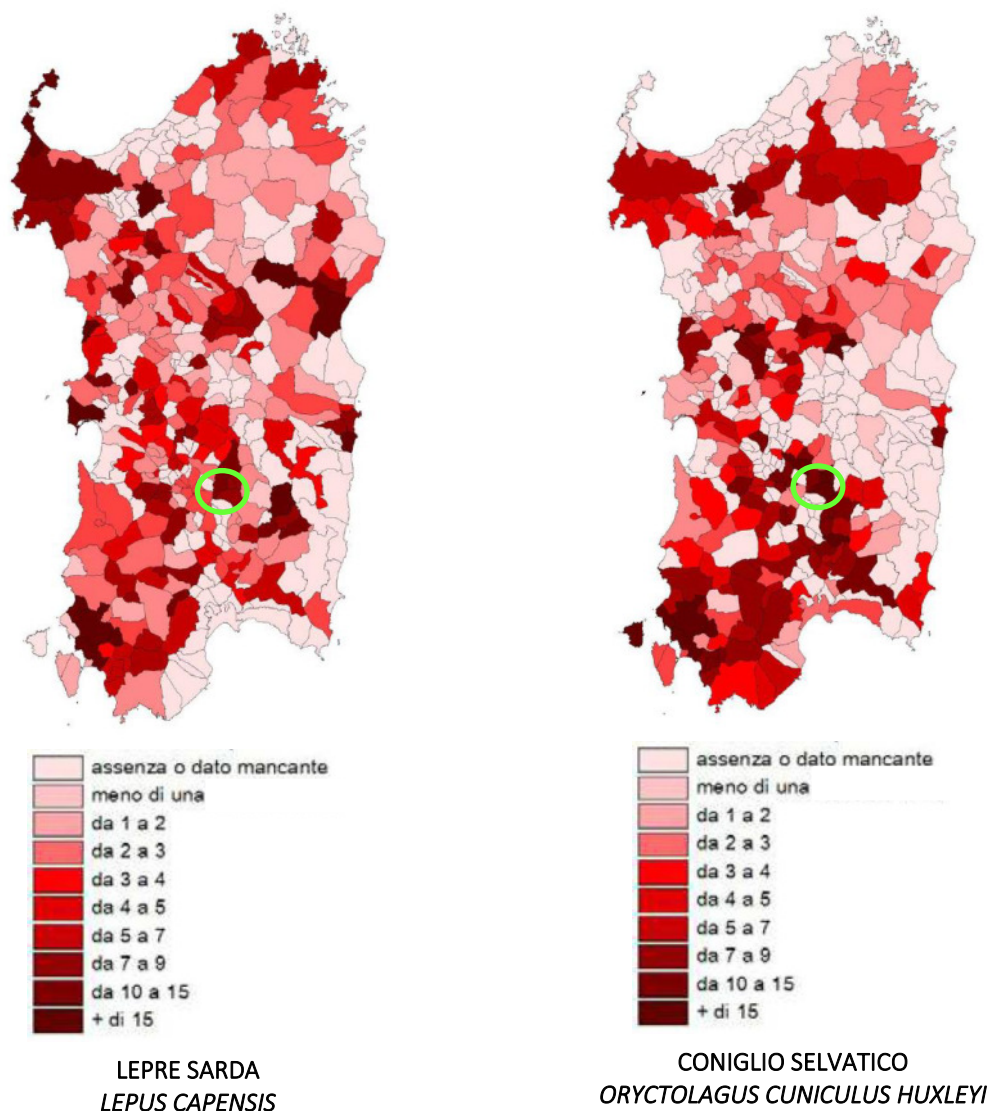 assenza o dato mancante
meno di una
da 1 a 2
da 2 a 3
da 3 a 4
da 4 a 5
da 5 a 7
da 7 a 9
da 10 a 15
+ di 15
LEPRE SARDA
LEPUS CAPENSIS
assenza o dato mancante
meno di una
da 1 a 2
da 2 a 3
da 3 a 4
da 4 a 5
da 5 a 7
da 7 a 9
da 10 a 15
+ di 15
CONIGLIO SELVATICO
ORYCTOLAGUS CUNICULUS HUXLEYI